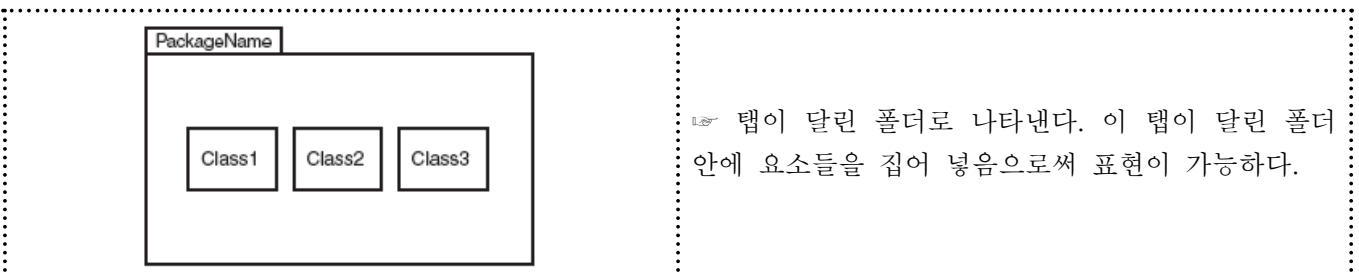 PackageName
Class1 Class2 Class3
☞ 탭이 달린 폴더로 나타낸다. 이 탭이 달린 폴더
안에 요소들을 집어 넣음으로써 표현이 가능하다.